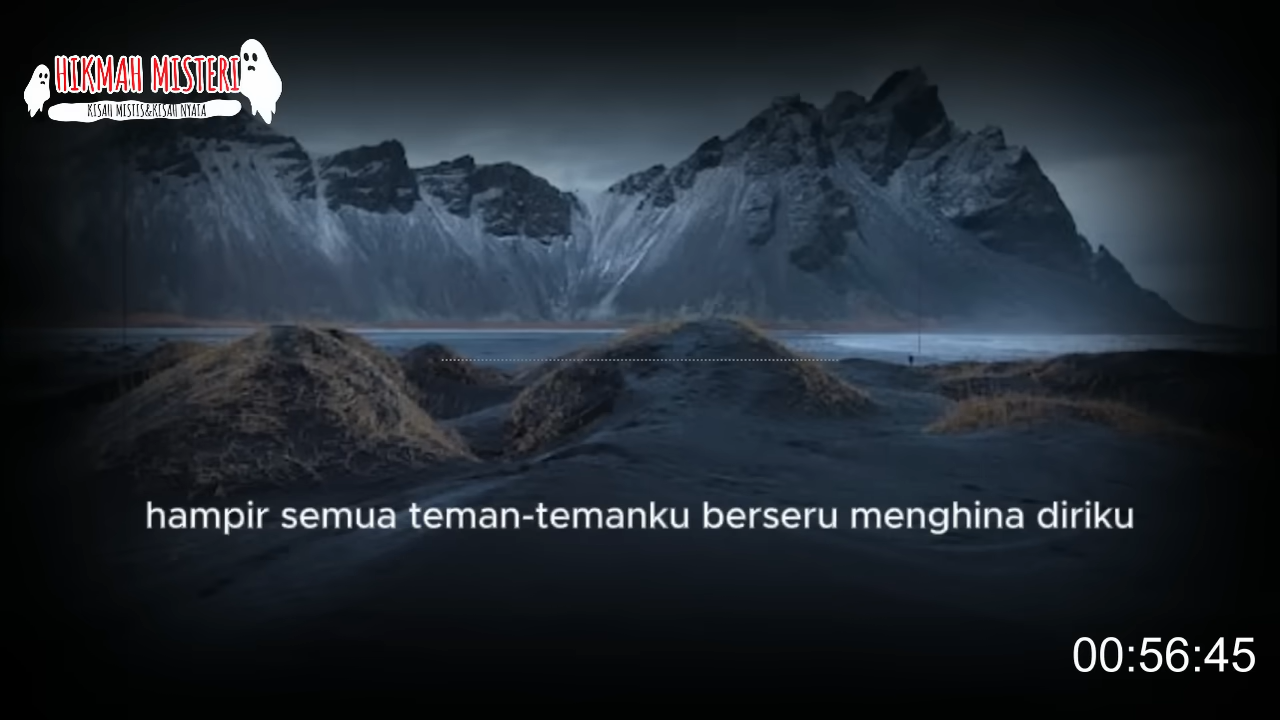 HIKMAH MISTERI
KISAH MISTIS&KISAH NYATA
hampir semua teman-temanku berseru menghina diriku
00:56:45